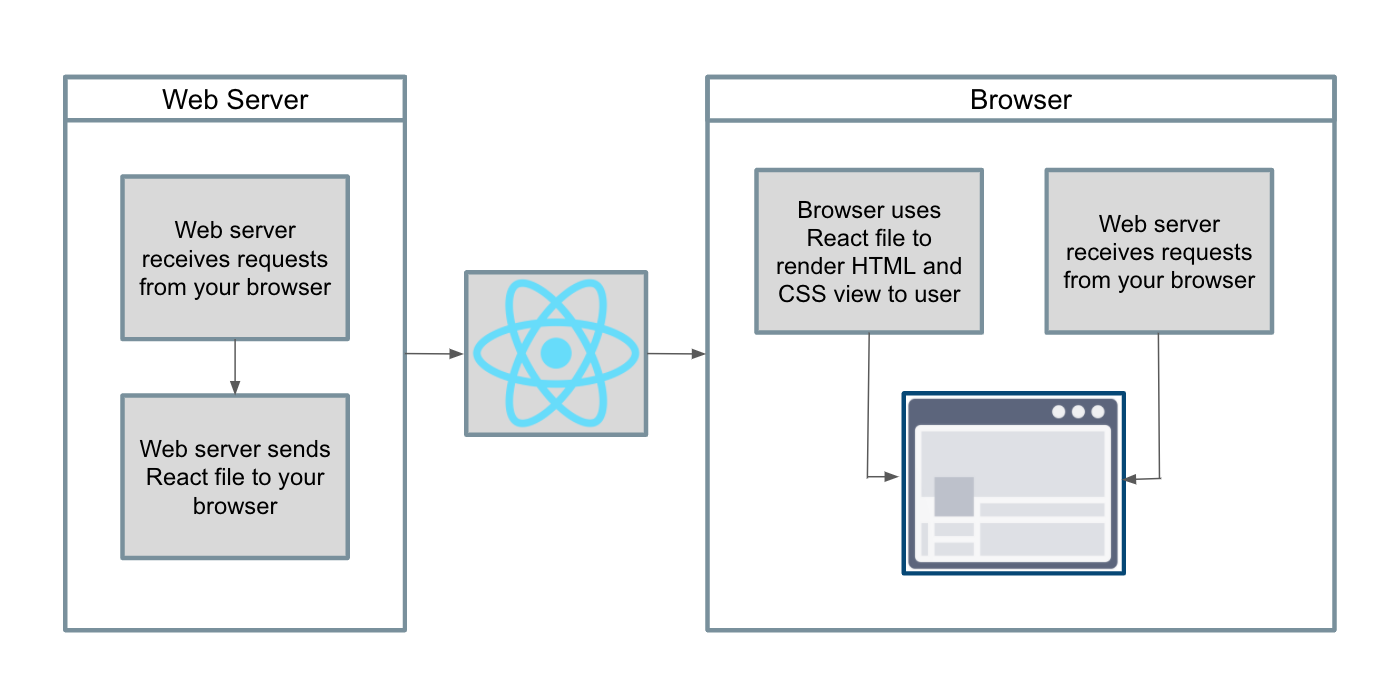 Web Server
Web server
receives requests
from your browser
Web server sends
React file to your
browser
Browser
Browser uses
React file to
render HTML and
CSS view to user
Web server
receives requests
from your browser